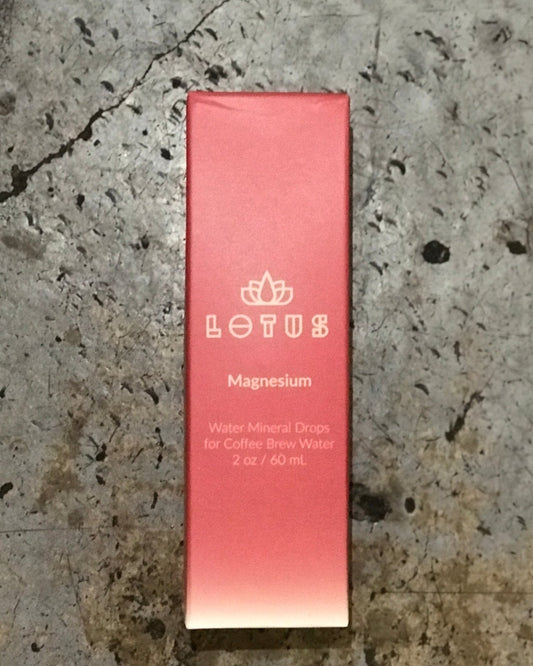 LOTUS
Magnesium
Water Mineral Drops
for Coffee Brew Water
2 oz / 60 mL